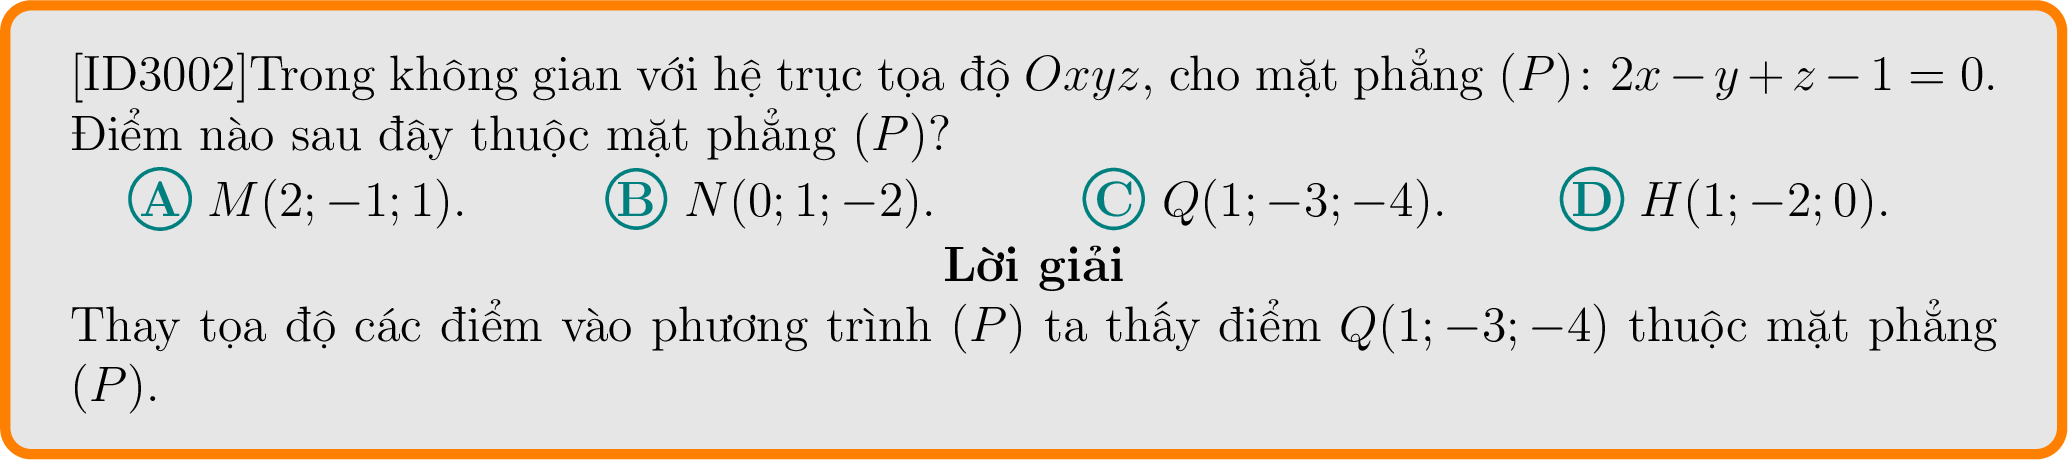 [ID3002]Trong không gian với hệ trục tọa độ Oxyz, cho mặt phẳng (P): 2x − y + z − 1 = 0.
Điểm nào sau đây thuộc mặt phẳng (P)?
A M(2; −1; 1). B N(0; 1; −2). C Q(1; −3; −4). D H(1; −2; 0).
Lời giải
Thay tọa độ các điểm vào phương trình (P) ta thấy điểm Q(1; −3; −4) thuộc mặt phẳng
(P).